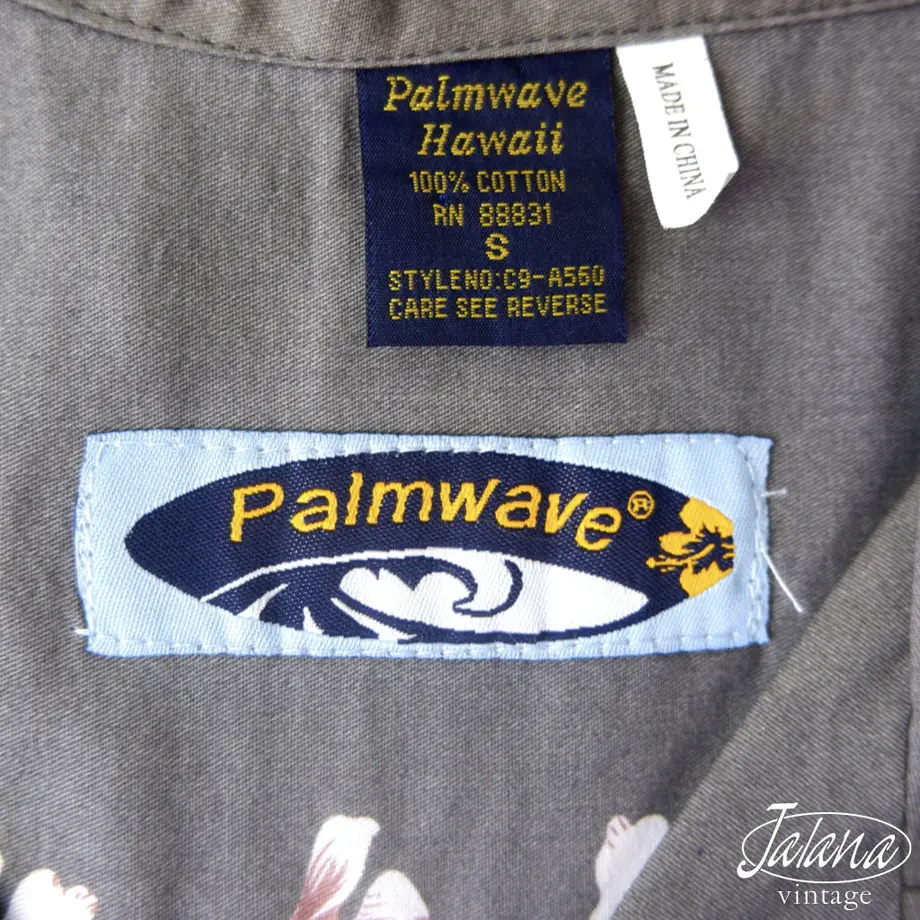 Palmwave
Hawaii
100% COTTON
RN 88831
S
STYLENO:C9-A560
CARE SEE REVERSE
MADE IN CHINA
Palmwave®
Jalana
vintage